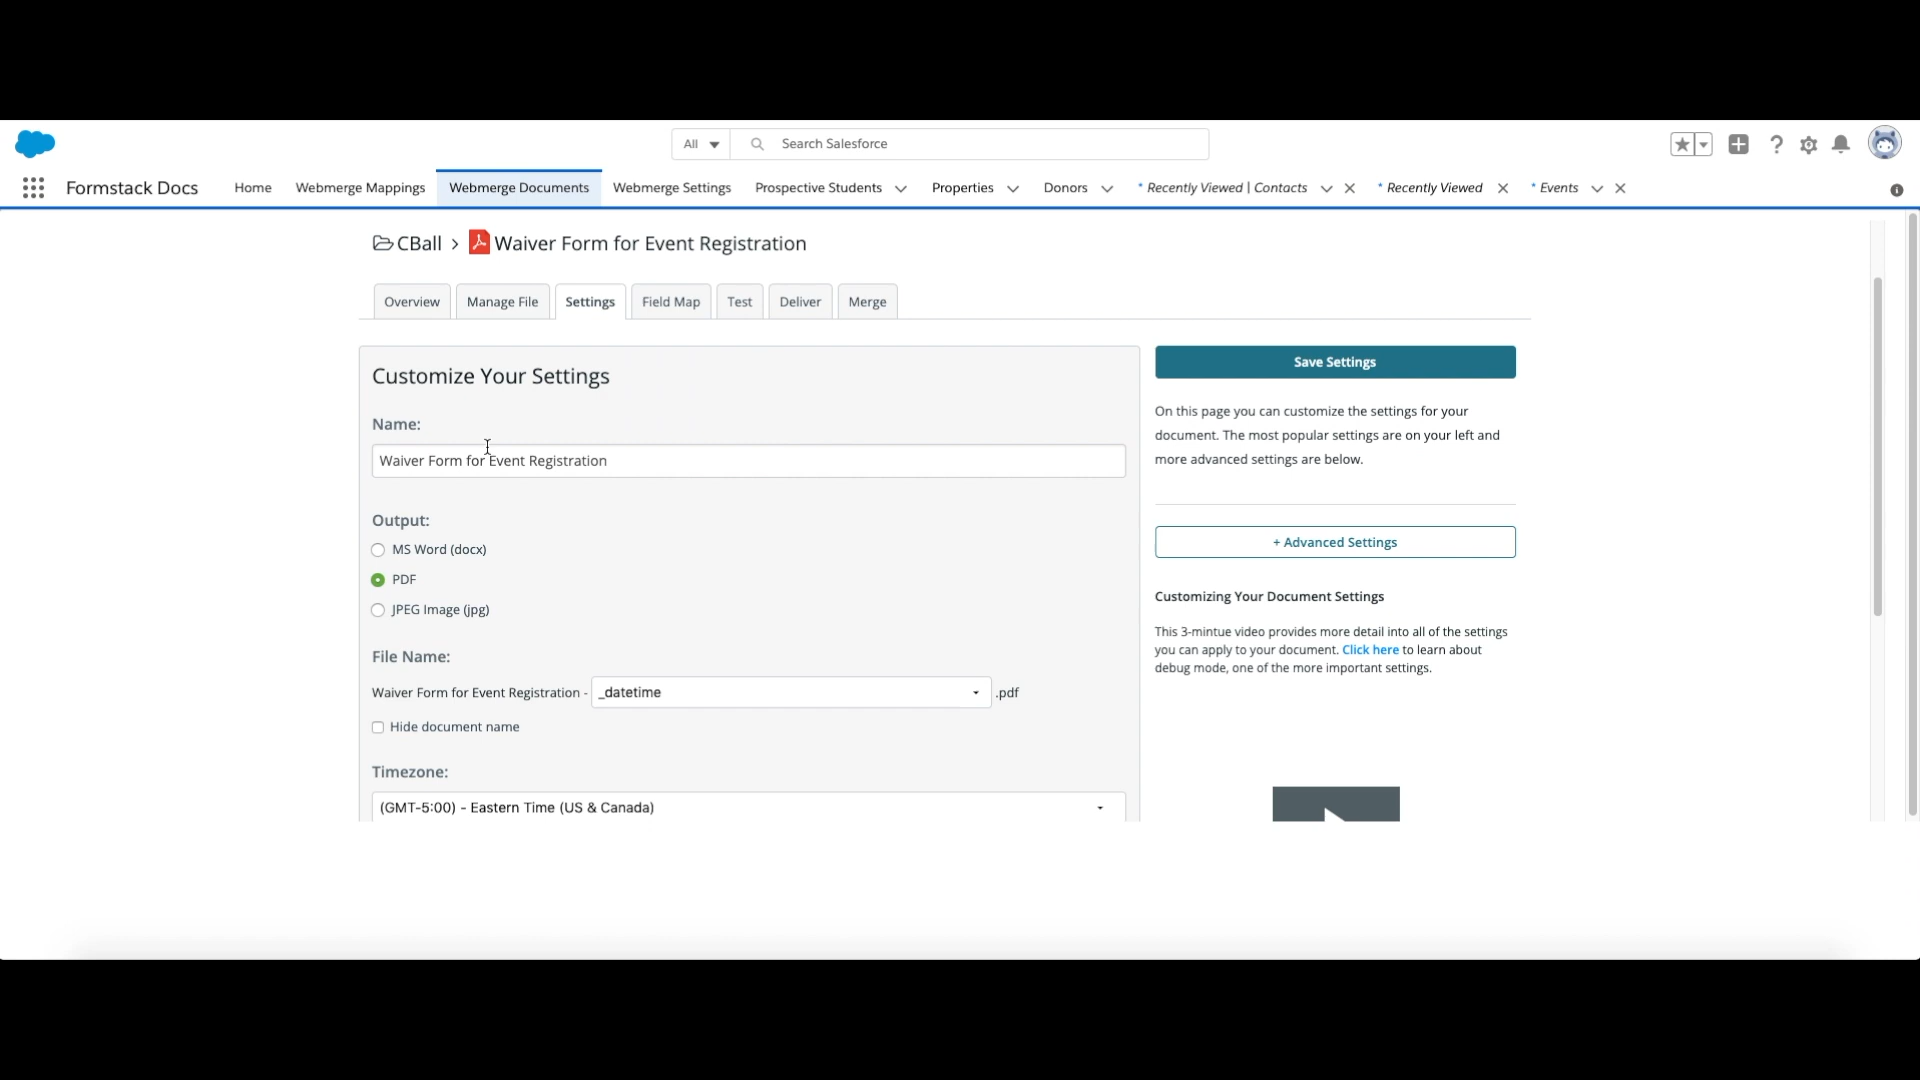 All
Search Salesforce
Formstack Docs
Home
Webmerge Mappings
Webmerge Documents
Webmerge Settings
Prospective Students
Properties
Donors
* Recently Viewed | Contacts
* Recently Viewed
* Events
CBall > Waiver Form for Event Registration
Overview
Manage File
Settings
Field Map
Test
Deliver
Merge
Customize Your Settings
Name:
Waiver Form for Event Registration
Output:
MS Word (docx)
PDF
JPEG Image (jpg)
File Name:
Waiver Form for Event Registration - _datetime .pdf
Hide document name
Timezone:
(GMT-5:00) - Eastern Time (US & Canada)
Save Settings
On this page you can customize the settings for your
document. The most popular settings are on your left and
more advanced settings are below.
+ Advanced Settings
Customizing Your Document Settings
This 3-mintue video provides more detail into all of the settings
you can apply to your document. Click here to learn about
debug mode, one of the more important settings.